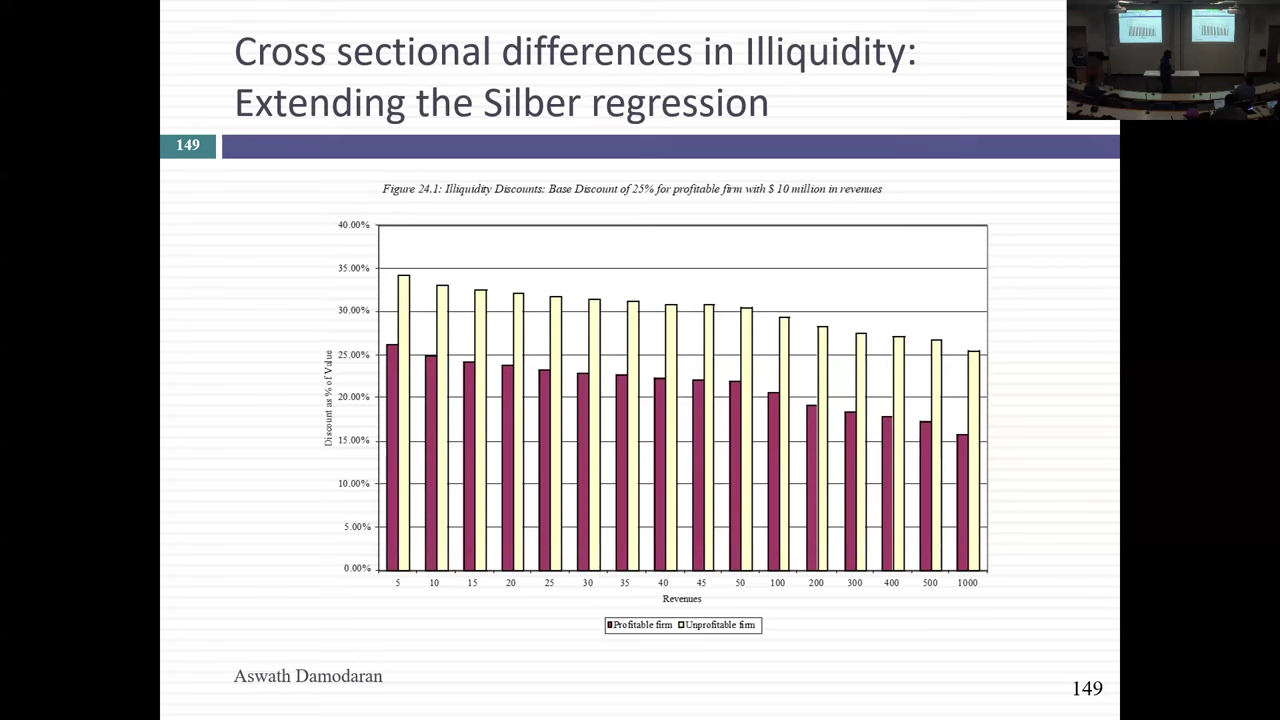 Cross sectional differences in Illiquidity:
Extending the Silber regression
149
Figure 24.1: Illiquidity Discounts: Base Discount of 25% for profitable firm with $ 10 million in revenues
40.00%
35.00%
30.00%
25.00%
20.00%
15.00%
10.00%
5.00%
0.00%
Discount as % of Value
5 10 15 20 25 30 35 40 45 50 100 200 300 400 500 1000
Revenues
Profitable firm Unprofitable firm
Aswath Damodaran
149